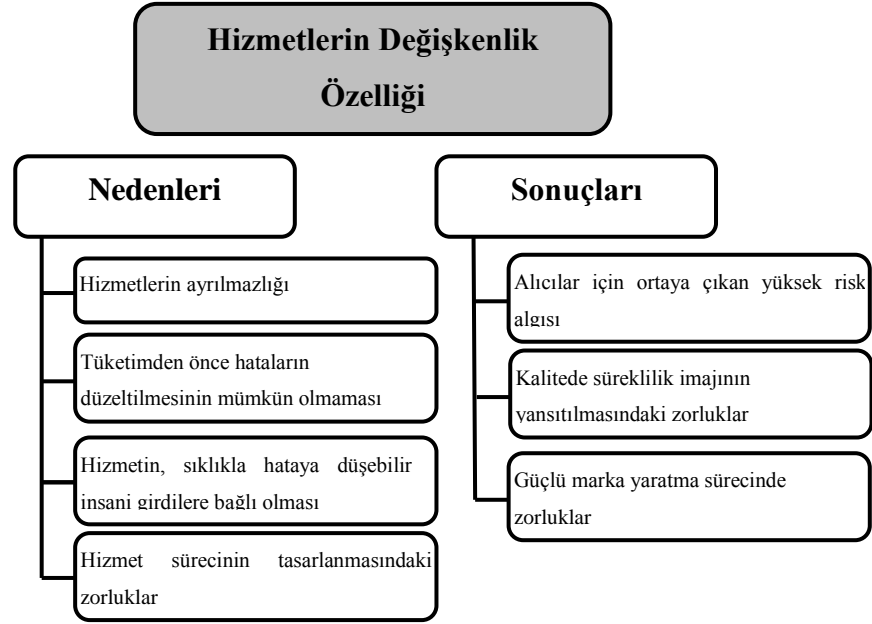 Hizmetlerin Değişkenlik
Özelliği
Nedenleri
Hizmetlerin ayrılmazlığı
Tüketimden önce hataların
düzeltilmesinin mümkün olmaması
Hizmetin, sıklıkla hataya düşebilir
insani girdilere bağlı olması
Hizmet sürecinin tasarlanmasındaki
zorluklar
Sonuçları
Alıcılar için ortaya çıkan yüksek risk
algısı
Kalitede süreklilik imajının
yansıtılmasındaki zorluklar
Güçlü marka yaratma sürecinde
zorluklar